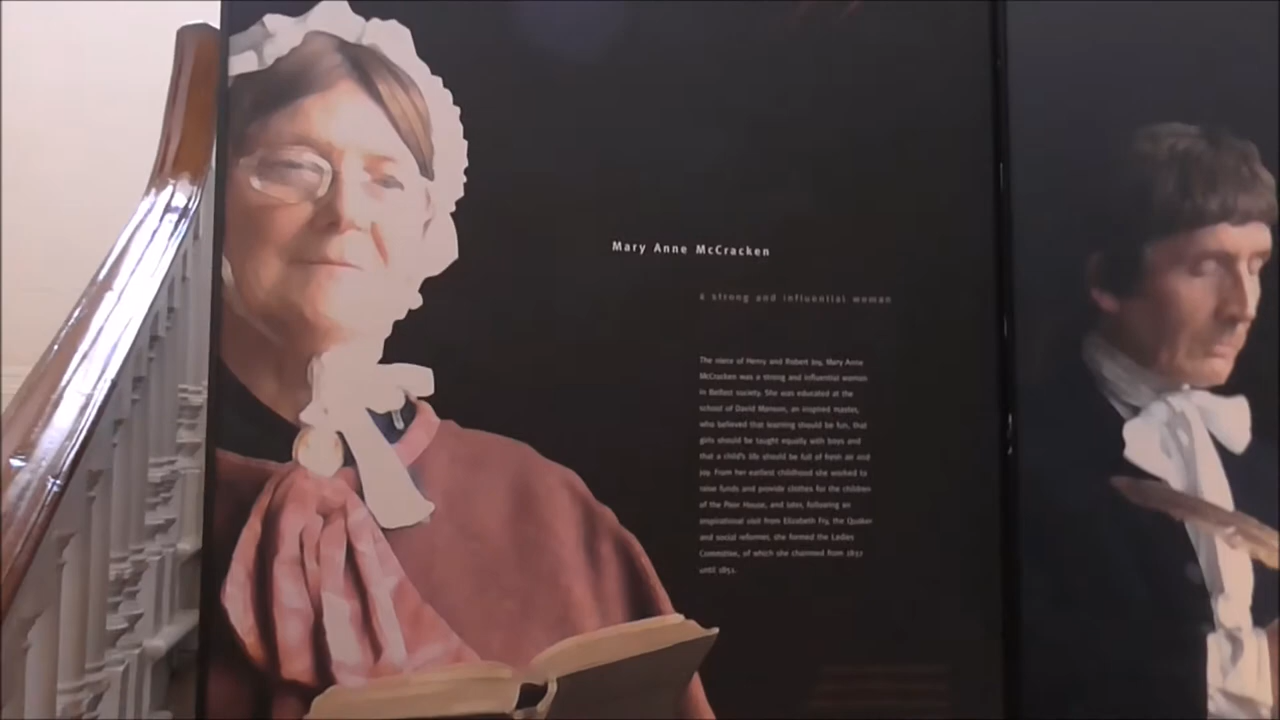 Mary Anne McCracken
A strong and influential woman
The niece of Henry and Robert Joy, Mary Anne
McCracken was a strong and influential woman
in Belfast society. She was educated at the
school of David Manson, an inspired master,
who believed that learning should be fun, that
girls should be taught equally with boys and
that a child's life should be full of fresh air and
joy. From her earliest childhood she worked to
raise funds and provide clothes for the children
of the Poor House, and later, following an
inspirational visit from Elizabeth Fry, the Quaker
and social reformer, she formed the Ladies
Committee, of which she chairmed from 1837
until 1851.